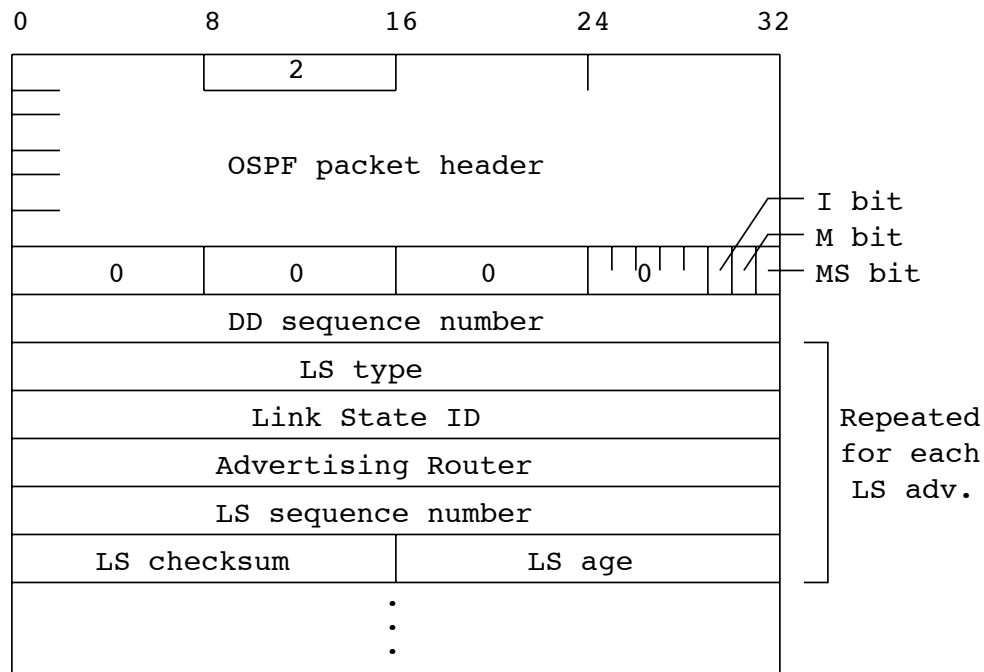 0 8 16 24 32
2
OSPF packet header
I bit
M bit
0 0 0 0 MS bit
DD sequence number
LS type
Link State ID
Advertising Router
LS sequence number
LS checksum LS age
Repeated
for each
LS adv.